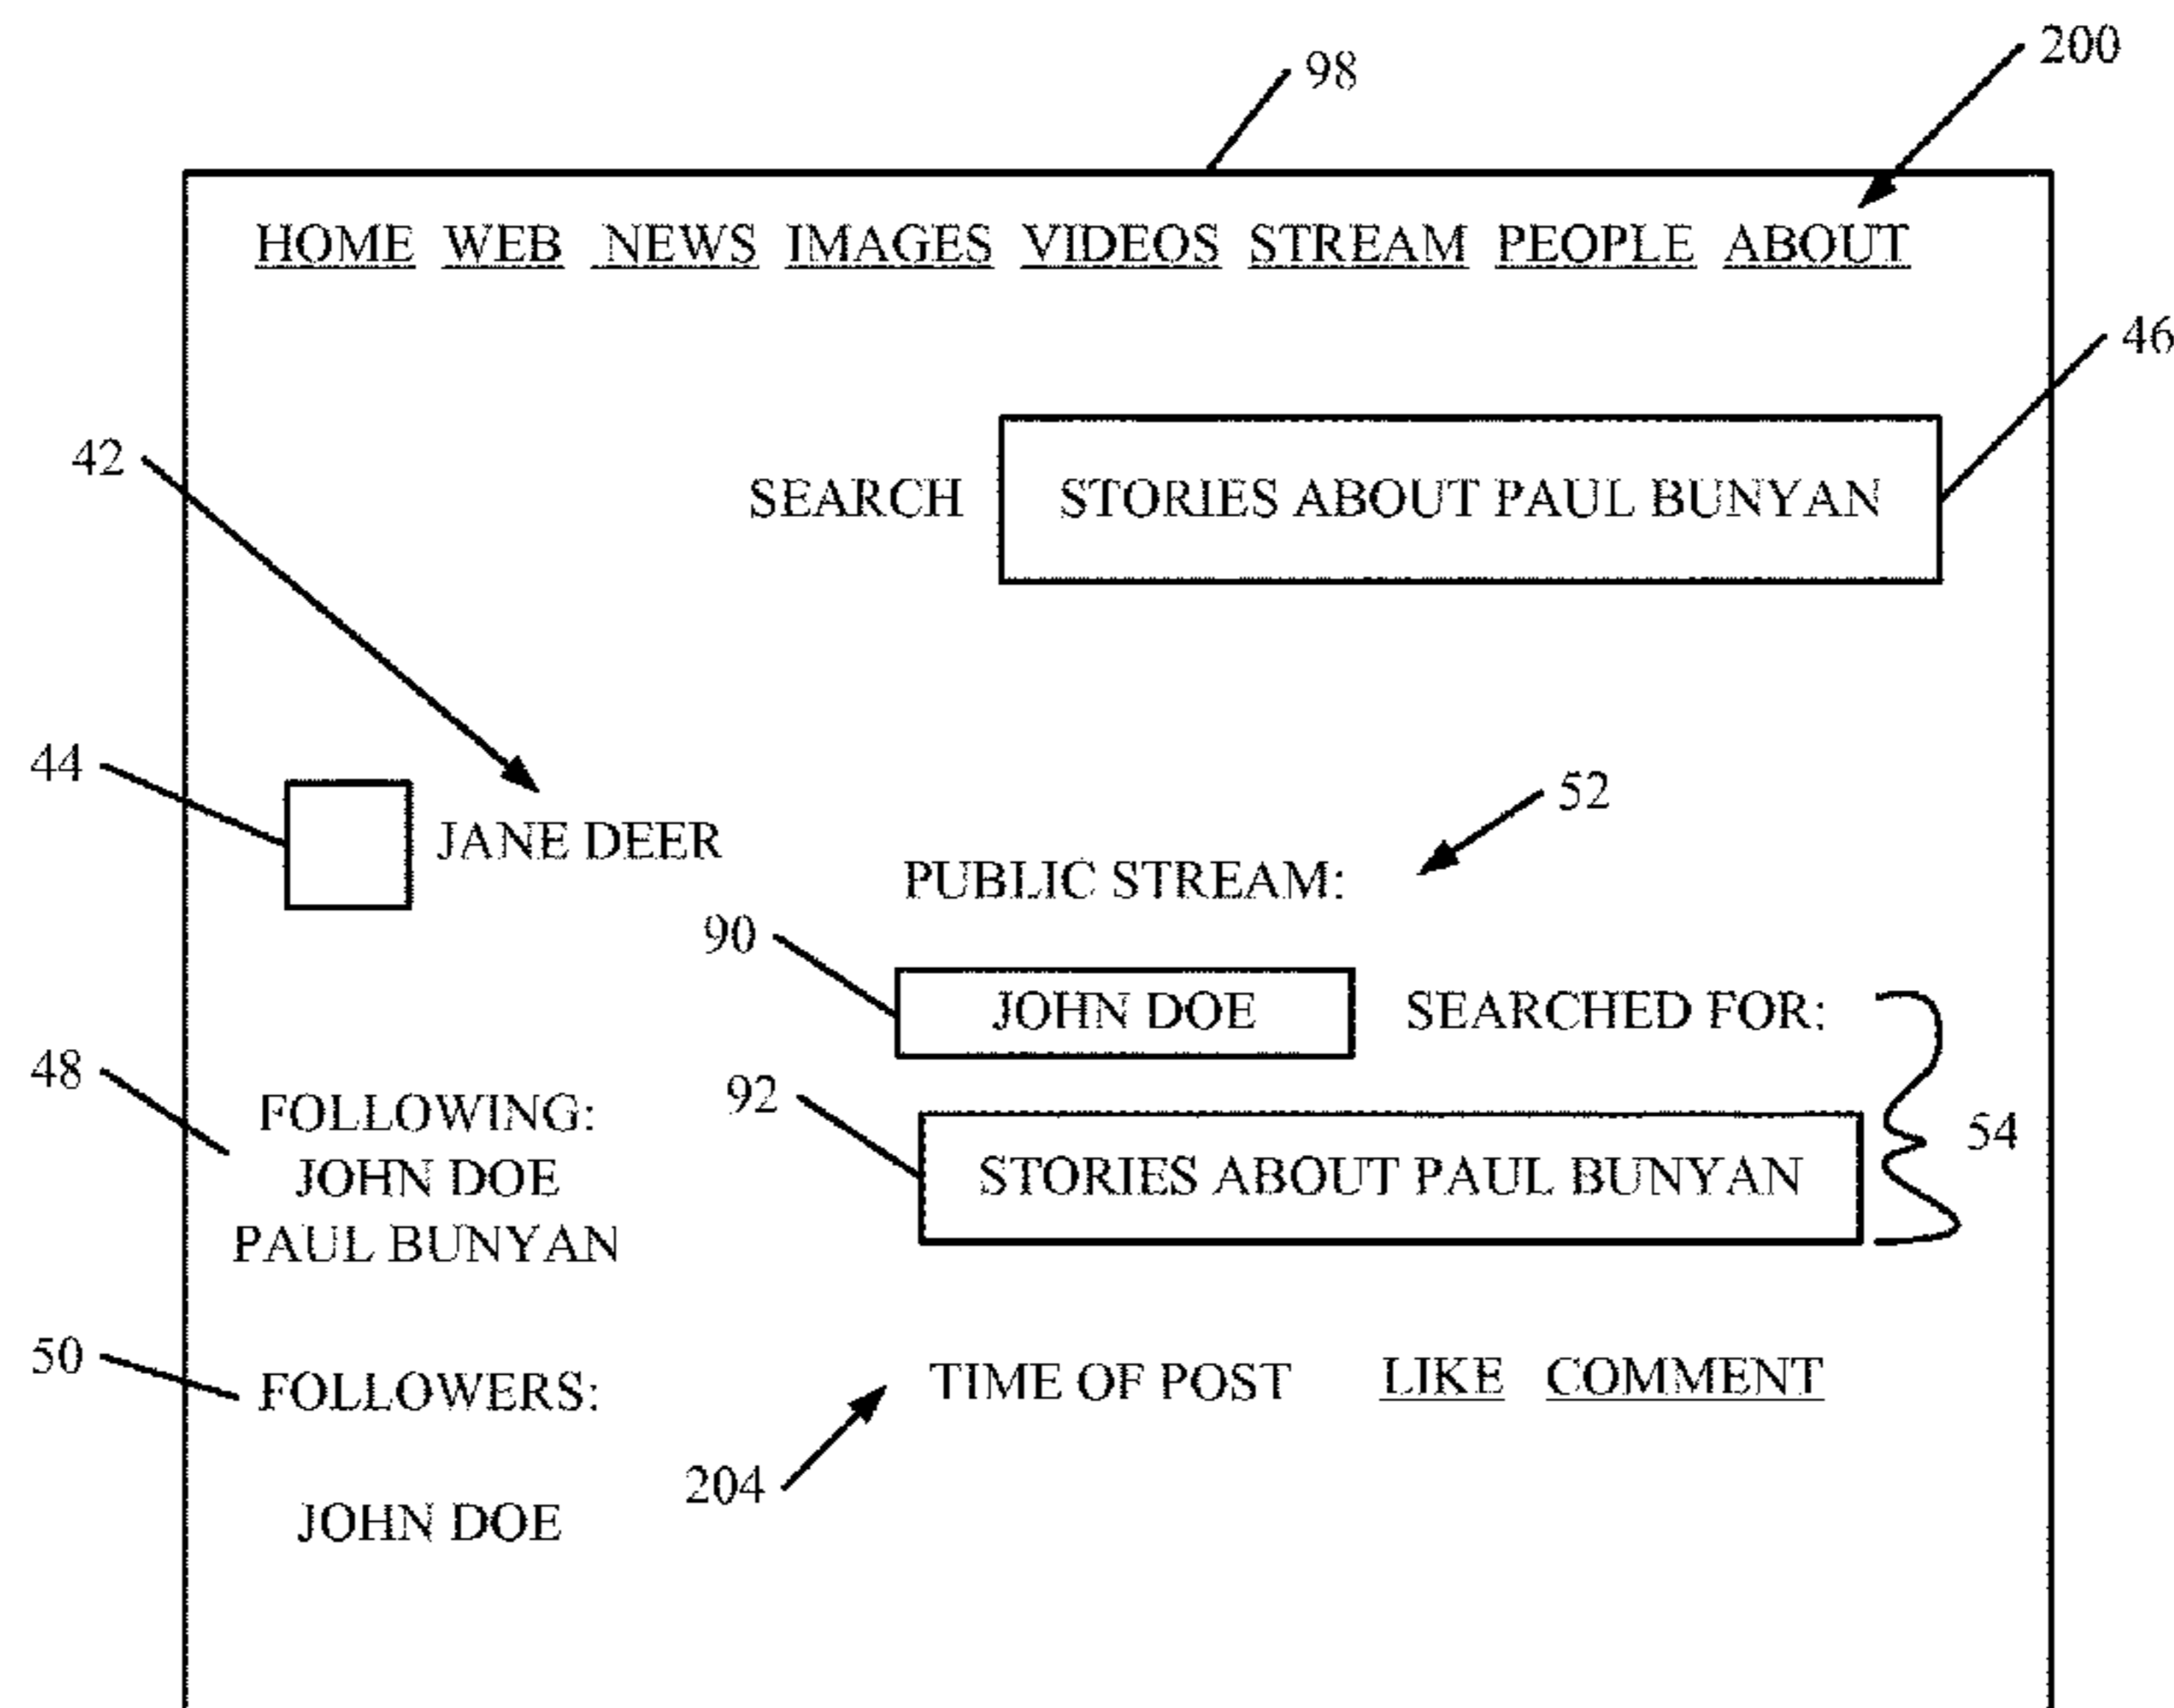 200
98
HOME WEB NEWS IMAGES VIDEOS STREAM PEOPLE ABOUT
46
42
SEARCH STORIES ABOUT PAUL BUNYAN
44
JANE DEER
52
PUBLIC STREAM:
90
JOHN DOE SEARCHED FOR:
48
92
FOLLOWING:
54
JOHN DOE
STORIES ABOUT PAUL BUNYAN
PAUL BUNYAN
50
FOLLOWERS:
TIME OF POST LIKE COMMENT
204
JOHN DOE